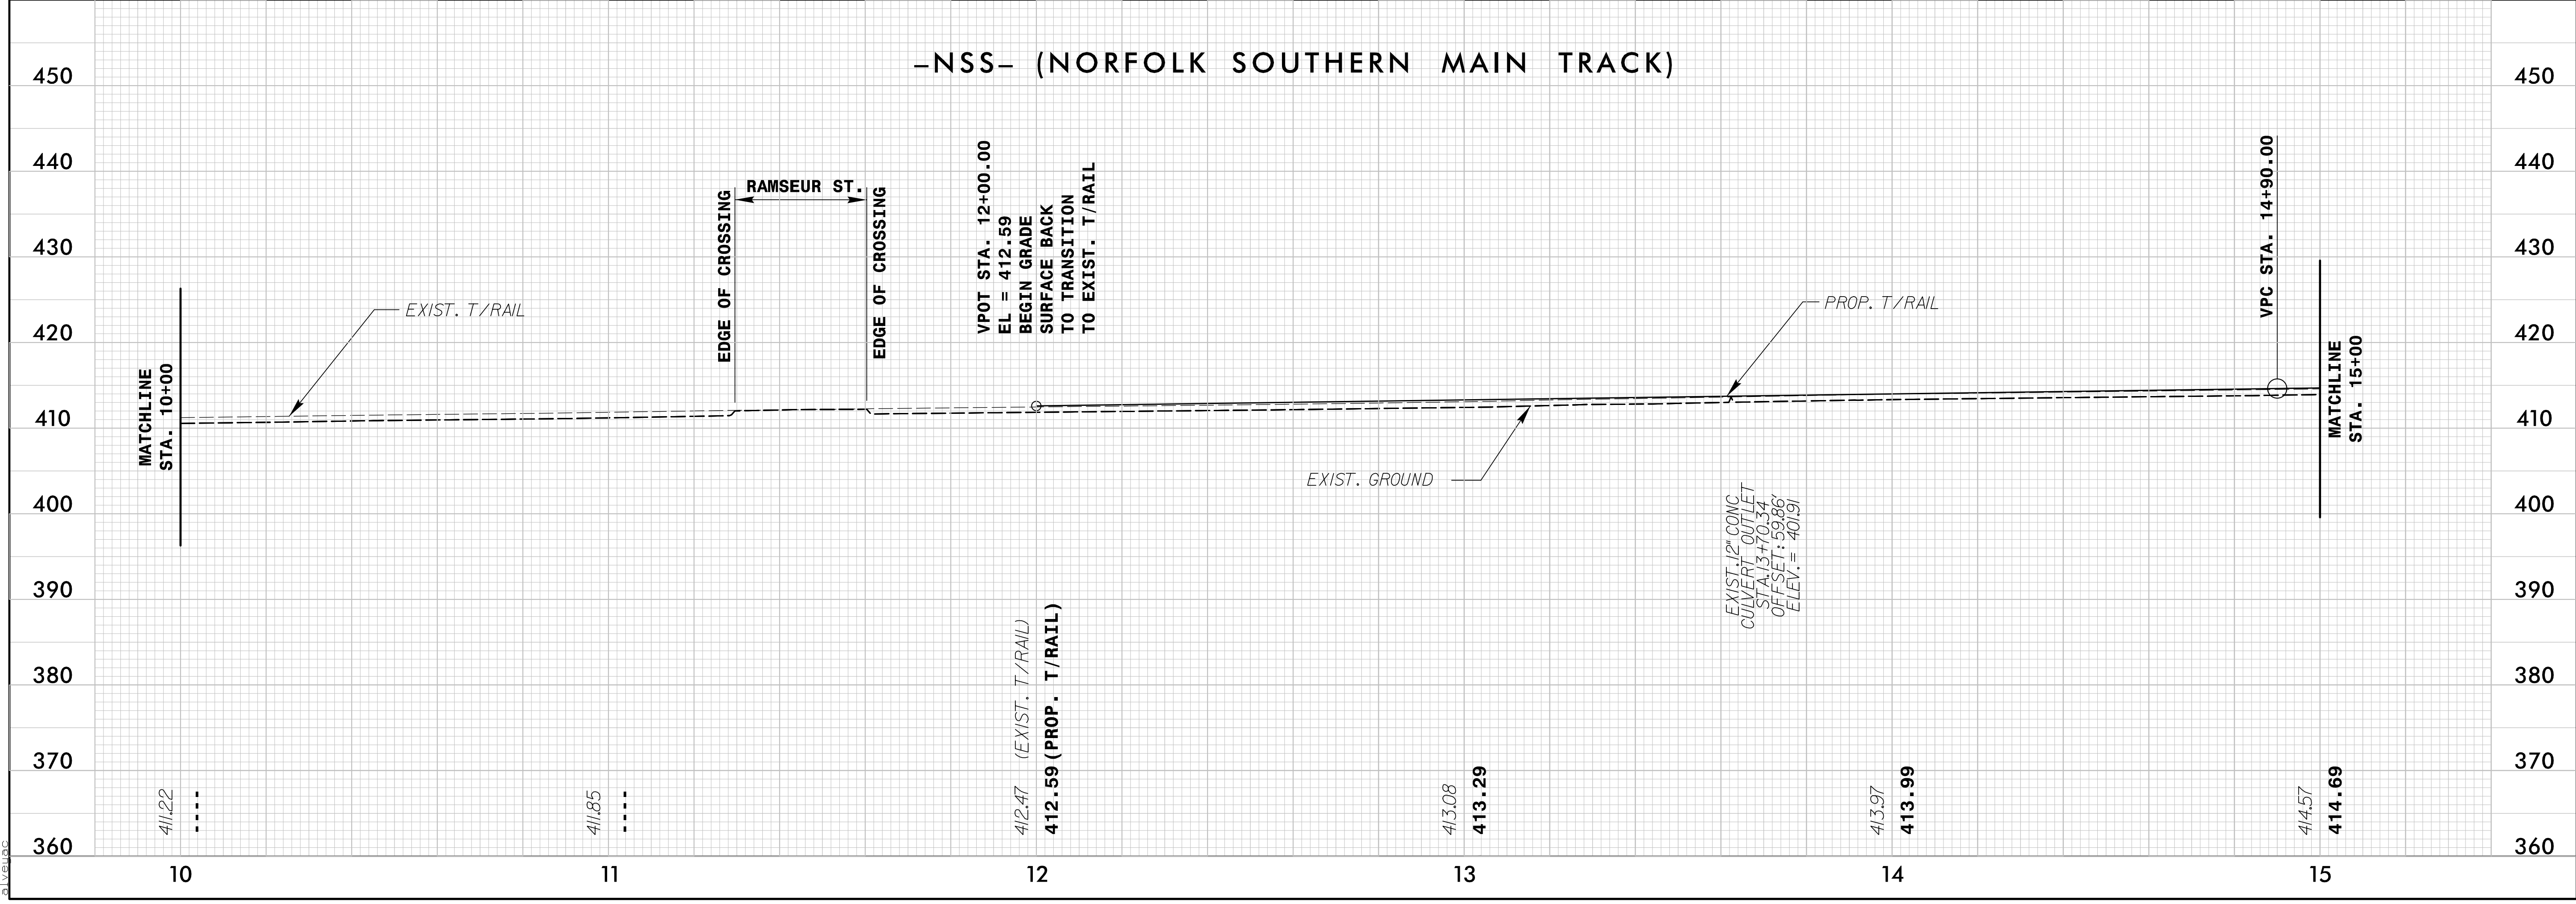 –NSS– (NORFOLK SOUTHERN MAIN TRACK)
450
450
440
440
430
430
420
420
410
410
400
400
390
390
380
380
370
370
360
360
MATCHLINE
STA. 10+00
EXIST. T/RAIL
EDGE OF CROSSING
RAMSEUR ST.
EDGE OF CROSSING
VPOT STA. 12+00.00
EL = 412.59
BEGIN GRADE
SURFACE BACK
TO TRANSITION
TO EXIST. T/RAIL
EXIST. GROUND
PROP. T/RAIL
EXIST. 12" CONC
CULVERT OUTLET
STA. 13+70.34
OFFSET: 59.86'
ELEV. = 401.91
VPC STA. 14+90.00
MATCHLINE
STA. 15+00
411.22
----
411.85
----
412.47 (EXIST. T/RAIL)
412.59 (PROP. T/RAIL)
413.08
413.29
413.97
413.99
414.57
414.69
10
11
12
13
14
15